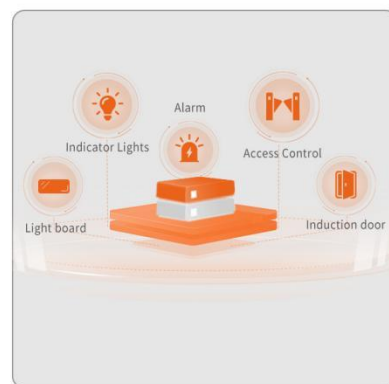 Alarm
Indicator Lights
Access Control
Light board
Induction door